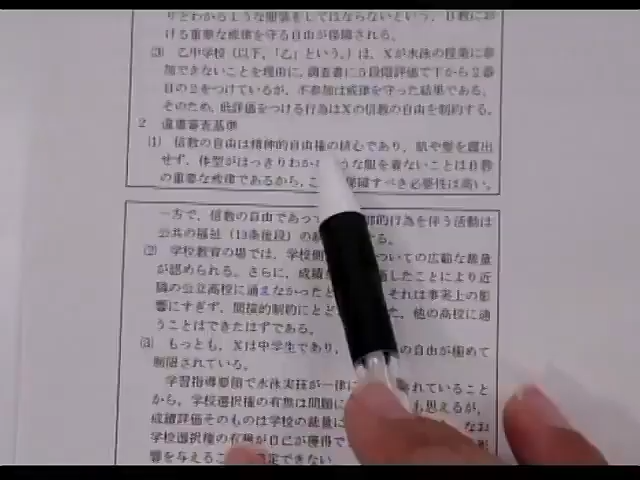 りとわかるような服装をしてはならないという、B教にお
ける重要な戒律を守る自由が保障される。
(3) 乙中学校(以下、「乙」という。)は、Xが水泳の授業に参
加できないことを理由に、調査書に5段階評価で下から2番
目の2をつけているが、不参加は戒律を守った結果である。
そのため、低評価をつける行為はXの信教の自由を制約する。
2 違憲審査基準
(1) 信教の自由は精神的自由権の核心であり、肌や髪を露出
せず、体型がはっきりわか うな服を着ないことはB教
の重要な戒律であるから、こ 保障すべき必要性は高い。
一方で、信教の自由であって 部的行為を伴う活動は
公共の福祉(13条後段)の制 る。
(2) 学校教育の場では、学校側 ついての広範な裁量
が認められる。さらに、成績 したことにより近
隣の公立高校に通えなかったと それは事実上の影
響にすぎず、間接的制約にとど た、他の高校に通
うことはできたはずである。
(3) もっとも、Xは中学生であり、 の自由が極めて
制限されている。
学習指導要領で水泳実技が一律に れていること
から、学校選択権の有無は問題に も思えるが、
成績評価そのものは学校の裁量に なお
学校選択権の有無が自己が獲得で 影
響を与えるこ 定できない